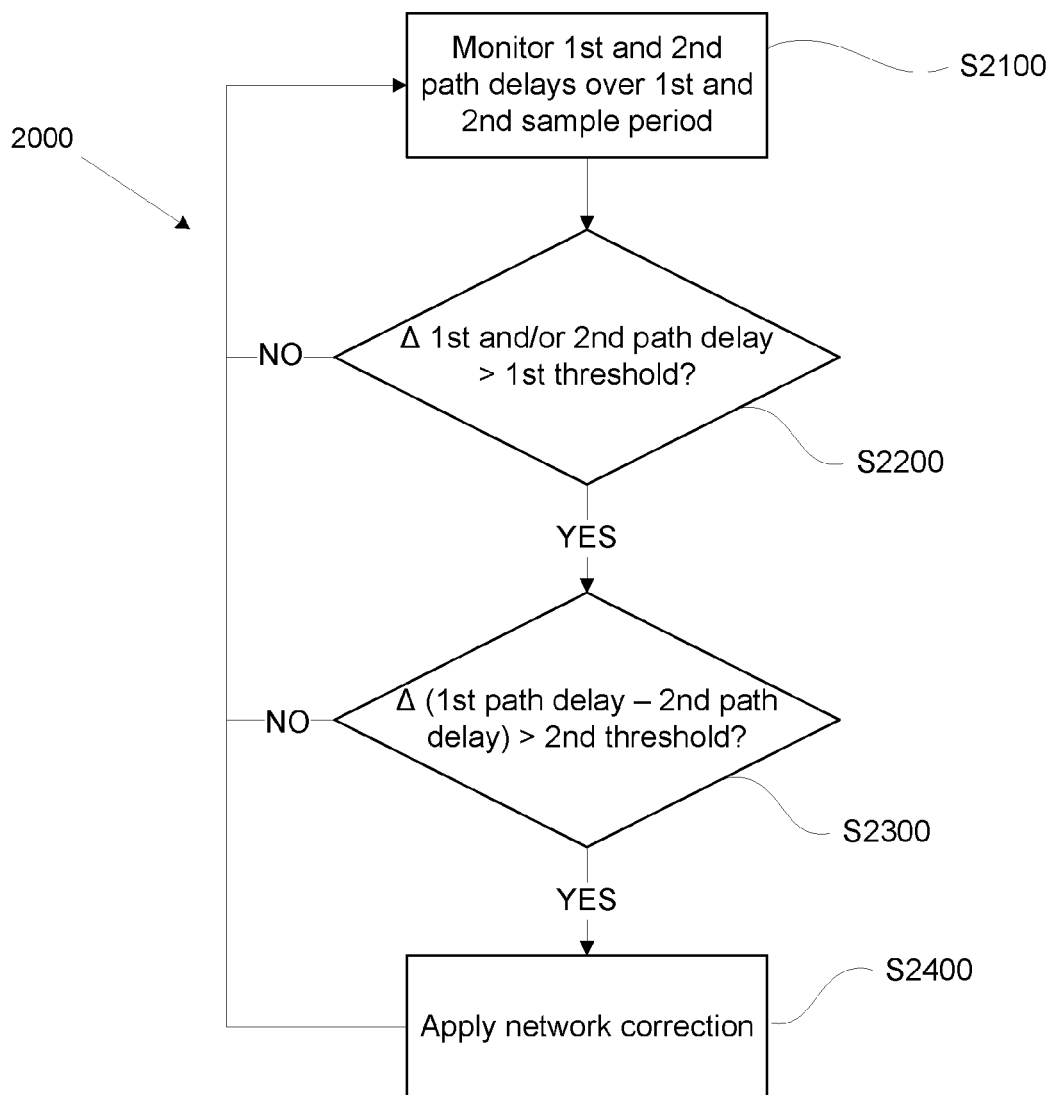 Monitor 1st and 2nd
path delays over 1st and
2nd sample period
S2100
2000
Δ 1st and/or 2nd path delay
> 1st threshold?
NO
S2200
YES
Δ (1st path delay – 2nd path
delay) > 2nd threshold?
NO
S2300
YES
S2400
Apply network correction